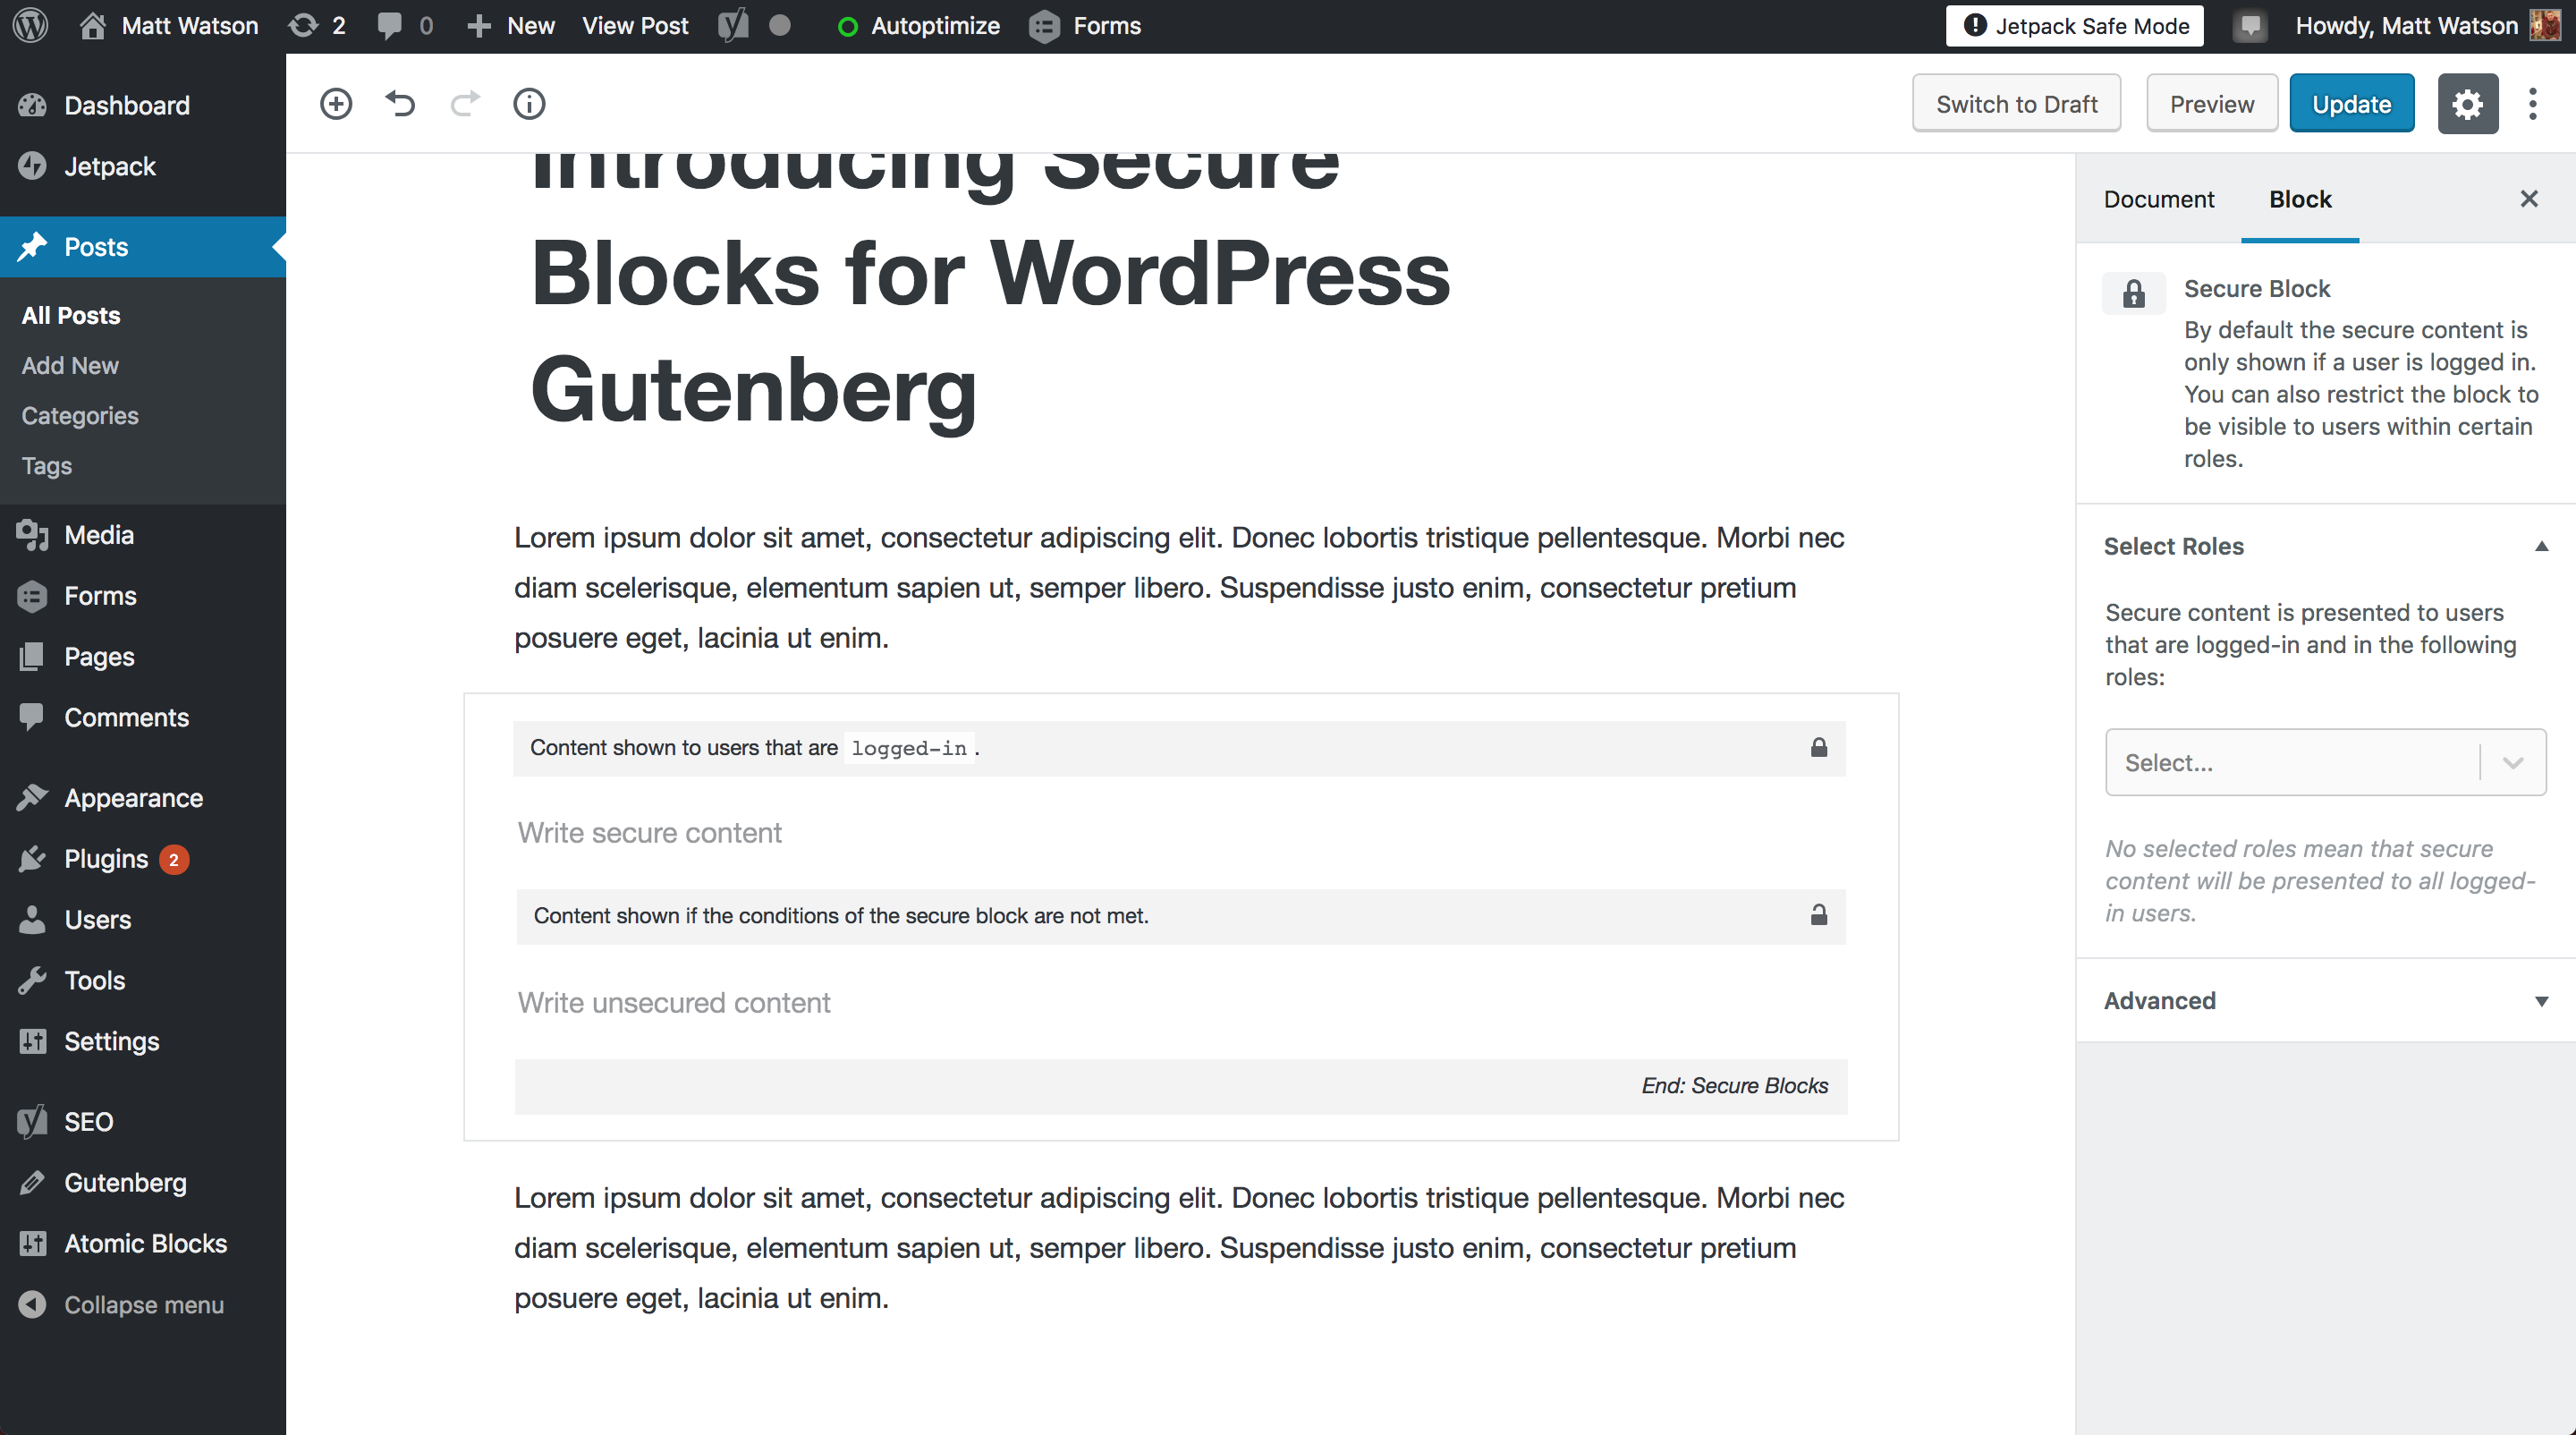 Matt Watson 2 0 New View Post Autoptimize Forms Jetpack Safe Mode Howdy, Matt Watson
Dashboard
Jetpack
Posts
All Posts
Add New
Categories
Tags
Media
Forms
Pages
Comments
Appearance
Plugins 2
Users
Tools
Settings
SEO
Gutenberg
Atomic Blocks
Collapse menu
Switch to Draft Preview Update
Introducing Secure
Blocks for WordPress
Gutenberg
Lorem ipsum dolor sit amet, consectetur adipiscing elit. Donec lobortis tristique pellentesque. Morbi nec
diam scelerisque, elementum sapien ut, semper libero. Suspendisse justo enim, consectetur pretium
posuere eget, lacinia ut enim.
Content shown to users that are logged-in .
Write secure content
Content shown if the conditions of the secure block are not met.
Write unsecured content
End: Secure Blocks
Lorem ipsum dolor sit amet, consectetur adipiscing elit. Donec lobortis tristique pellentesque. Morbi nec
diam scelerisque, elementum sapien ut, semper libero. Suspendisse justo enim, consectetur pretium
posuere eget, lacinia ut enim.
Document Block
Secure Block
By default the secure content is
only shown if a user is logged in.
You can also restrict the block to
be visible to users within certain
roles.
Select Roles
Secure content is presented to users
that are logged-in and in the following
roles:
Select...
No selected roles mean that secure
content will be presented to all logged-
in users.
Advanced